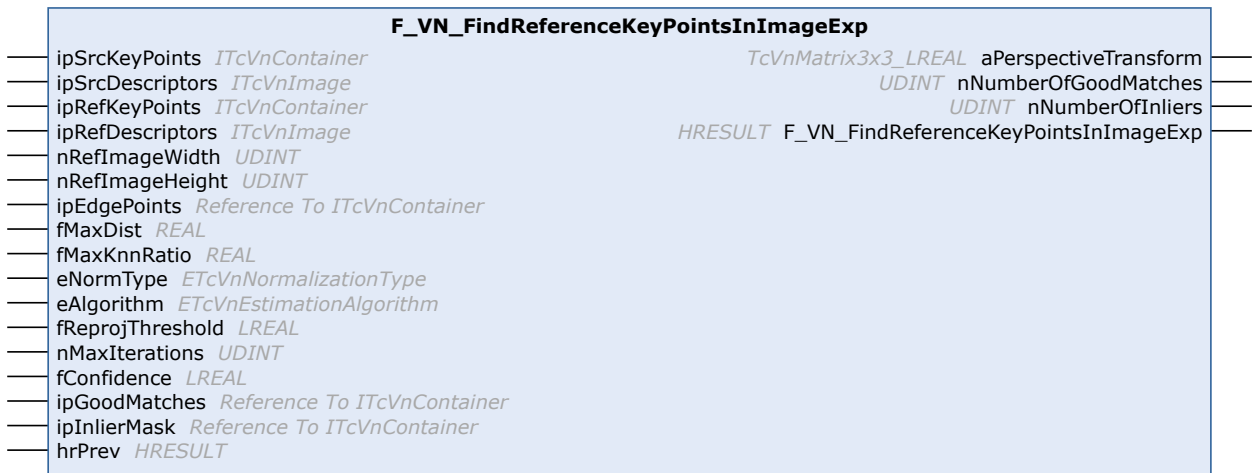 F_VN_FindReferenceKeyPointsInImageExp
ipSrcKeyPoints ITcVnContainer TcVnMatrix3x3_LREAL aPerspectiveTransform
ipSrcDescriptors ITcVnImage UDINT nNumberOfGoodMatches
ipRefKeyPoints ITcVnContainer UDINT nNumberOfInliers
ipRefDescriptors ITcVnImage HRESULT F_VN_FindReferenceKeyPointsInImageExp
nRefImageWidth UDINT
nRefImageHeight UDINT
ipEdgePoints Reference To ITcVnContainer
fMaxDist REAL
fMaxKnnRatio REAL
eNormType ETcVnNormalizationType
eAlgorithm ETcVnEstimationAlgorithm
fReprojThreshold LREAL
nMaxIterations UDINT
fConfidence LREAL
ipGoodMatches Reference To ITcVnContainer
ipInlierMask Reference To ITcVnContainer
hrPrev HRESULT